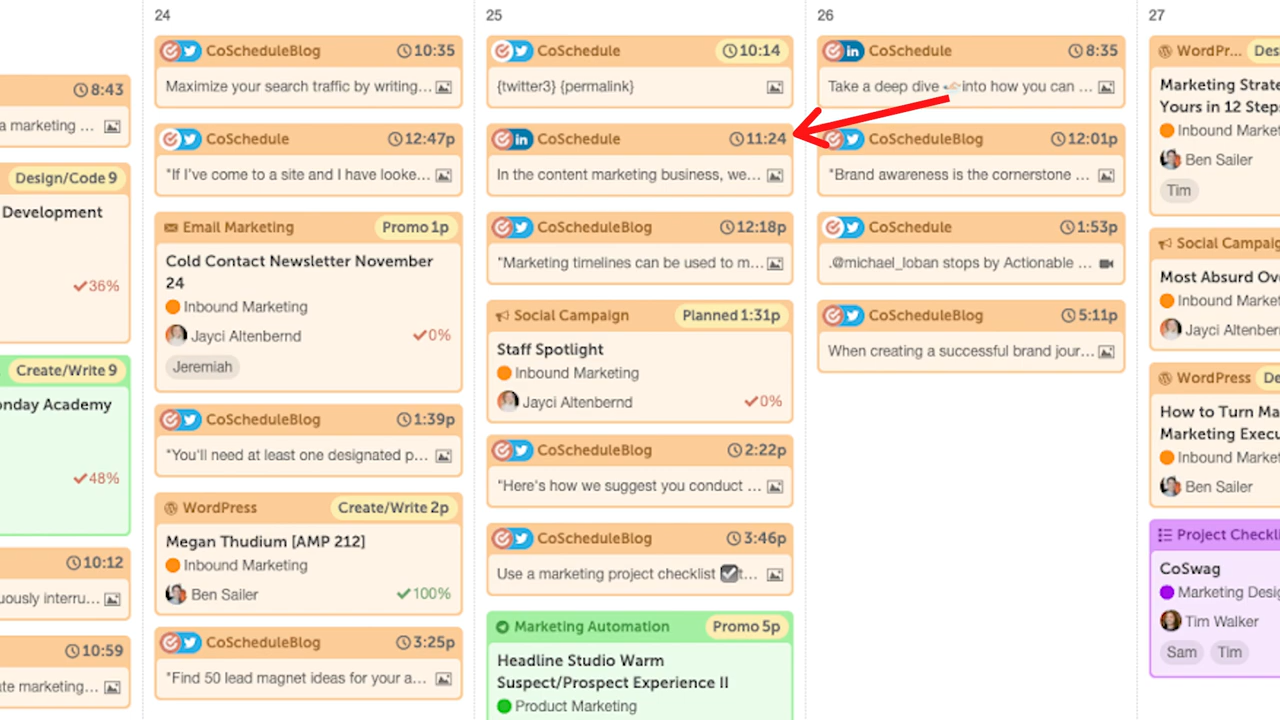 8:43
a marketing ...
Design/Code 9
Development
36%
Create/Write 9
onday Academy
48%
10:12
uously interru...
10:59
ate marketing...
24
CoScheduleBlog 10:35
Maximize your search traffic by writing...
CoSchedule 12:47p
"If I've come to a site and I have looke...
Email Marketing Promo 1p
Cold Contact Newsletter November
24
Inbound Marketing
Jayci Altenbernd 0%
Jeremiah
CoScheduleBlog 1:39p
"You'll need at least one designated p...
WordPress Create/Write 2p
Megan Thudium [AMP 212]
Inbound Marketing
Ben Sailer 100%
CoScheduleBlog 3:25p
"Find 50 lead magnet ideas for your a...
25
CoSchedule 10:14
{twitter3} {permalink}
in CoSchedule 11:24
In the content marketing business, we...
CoScheduleBlog 12:18p
"Marketing timelines can be used to m...
Social Campaign Planned 1:31p
Staff Spotlight
Inbound Marketing
Jayci Altenbernd 0%
CoScheduleBlog 2:22p
"Here's how we suggest you conduct ...
CoScheduleBlog 3:46p
Use a marketing project checklist ☑t...
Marketing Automation Promo 5p
Headline Studio Warm
Suspect/Prospect Experience II
Product Marketing
26
in CoSchedule 8:35
Take a deep dive into how you can ...
CoScheduleBlog 12:01p
"Brand awareness is the cornerstone ...
CoSchedule 1:53p
.@michael_loban stops by Actionable ...
CoScheduleBlog 5:11p
When creating a successful brand jour...
27
WordPr... Des
Marketing Strate
Yours in 12 Steps
Inbound Market
Ben Sailer
Tim
Social Campaig
Most Absurd Ov
Inbound Market
Jayci Altenber
WordPress De
How to Turn Ma
Marketing Execu
Inbound Market
Ben Sailer
Project Checkli
CoSwag
Marketing Desig
Tim Walker
Sam Tim